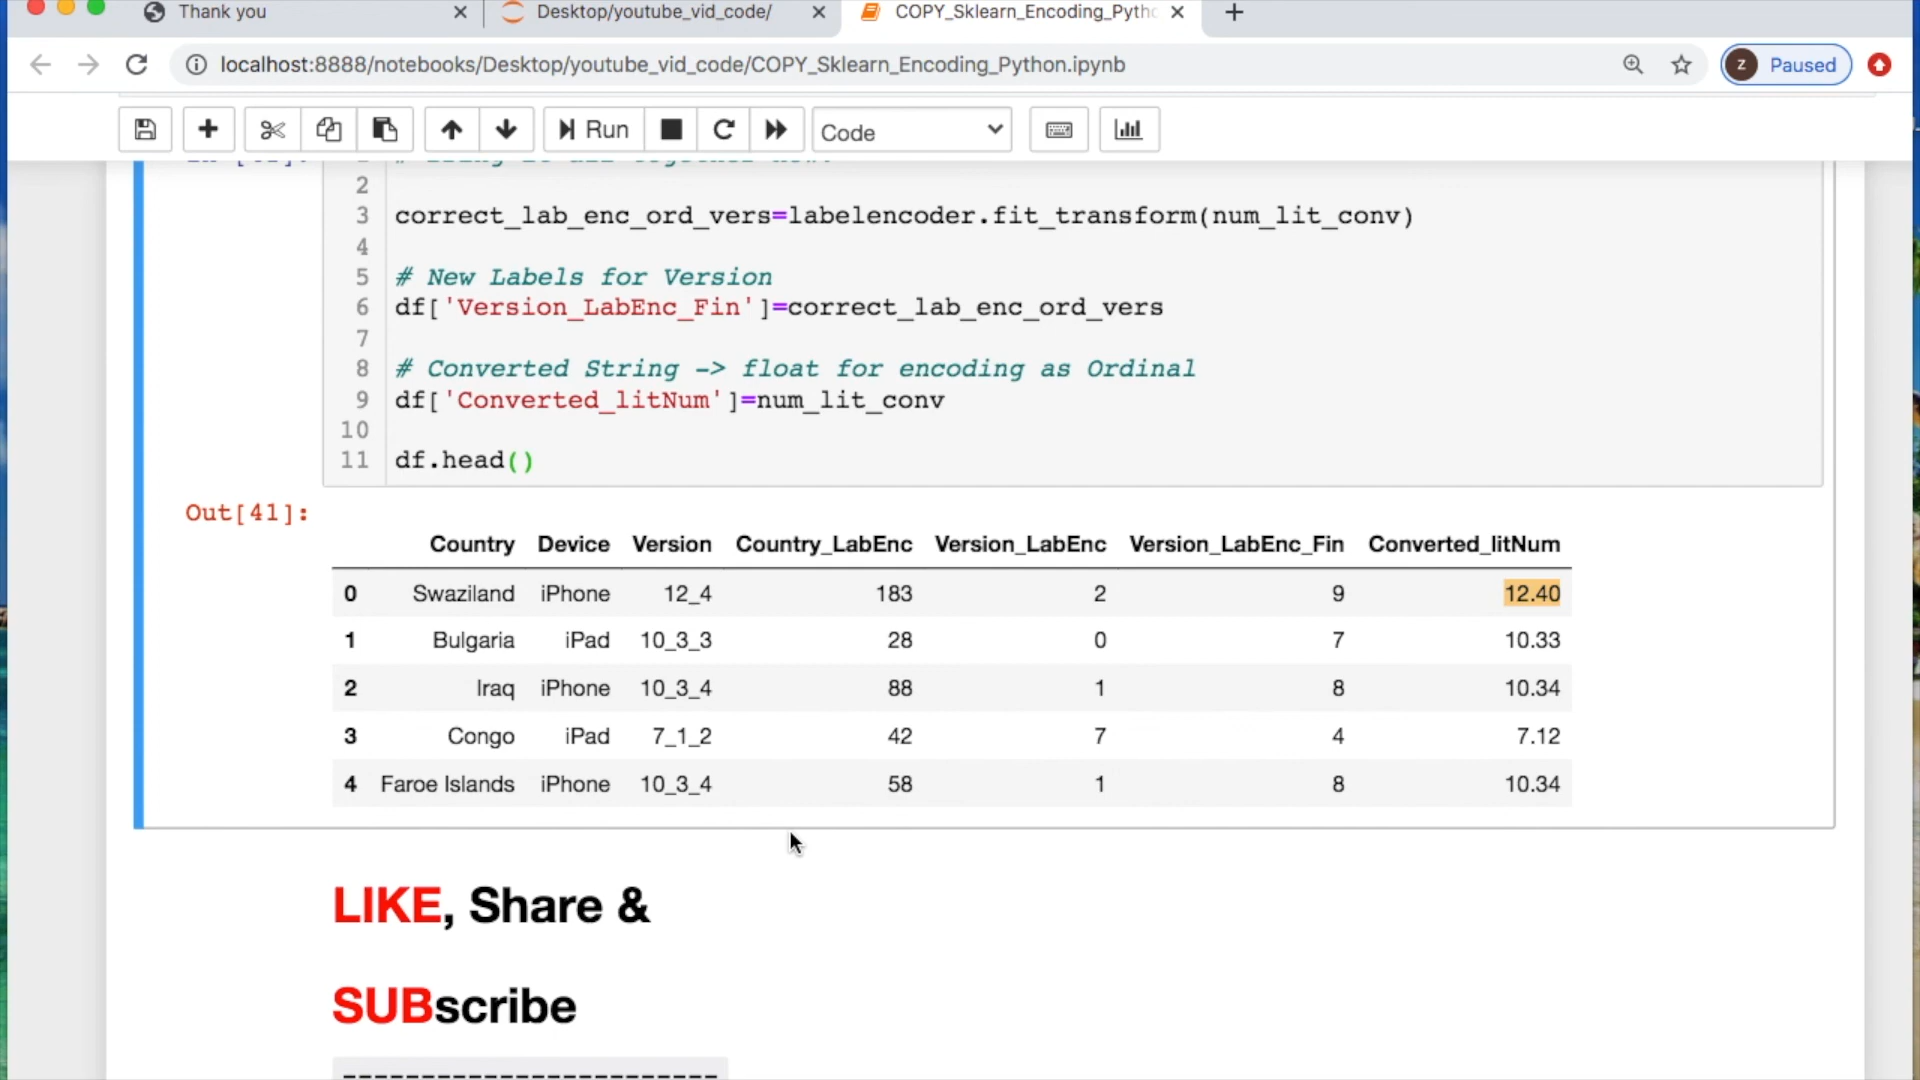 Thank you
Desktop/youtube_vid_code/
COPY_Sklearn_Encoding_Pytho
localhost:8888/notebooks/Desktop/youtube_vid_code/COPY_Sklearn_Encoding_Python.ipynb
z Paused
Run
Code
2
3 correct_lab_enc_ord_vers=labelencoder.fit_transform(num_lit_conv)
4
5 # New Labels for Version
6 df['Version_LabEnc_Fin']=correct_lab_enc_ord_vers
7
8 # Converted String -> float for encoding as Ordinal
9 df['Converted_litNum']=num_lit_conv
10
11 df.head()
Out[41]:
Country Device Version Country_LabEnc Version_LabEnc Version_LabEnc_Fin Converted_litNum
0 Swaziland iPhone 12_4 183 2 9 12.40
1 Bulgaria iPad 10_3_3 28 0 7 10.33
2 Iraq iPhone 10_3_4 88 1 8 10.34
3 Congo iPad 7_1_2 42 7 4 7.12
4 Faroe Islands iPhone 10_3_4 58 1 8 10.34
LIKE, Share &
SUBscribe